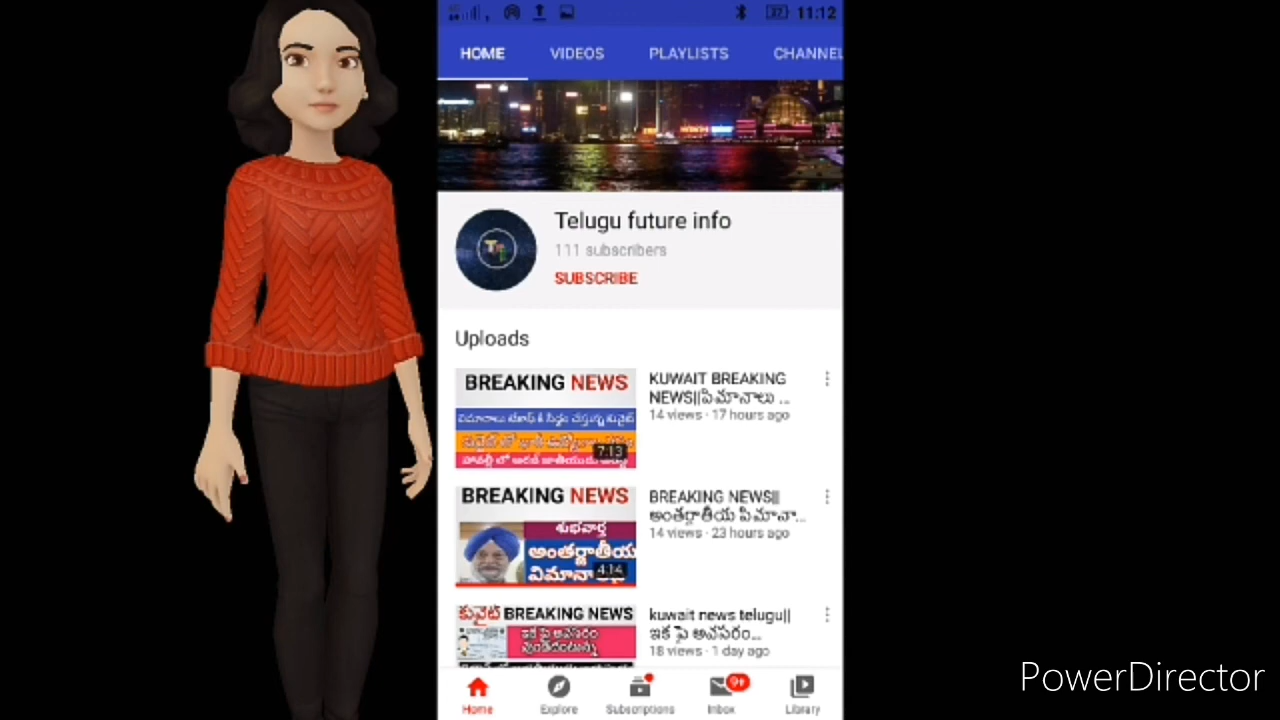 11:12
HOME VIDEOS PLAYLISTS CHANNEL
Telugu future info
111 subscribers
SUBSCRIBE
Uploads
BREAKING NEWS
విమానాలు
7:13
KUWAIT BREAKING
NEWS||విమానాలు ...
14 views · 17 hours ago
BREAKING NEWS
శుభవార్త
అంతర్జాతీయ
4:14
BREAKING NEWS||
అంతర్జాతీయ విమానా...
14 views · 23 hours ago
కువైట్ BREAKING NEWS
ఇక పై అవసరం
kuwait news telugu||
ఇక పై అవసరం...
18 views · 1 day ago
9+
Home Explore Subscriptions Inbox Library
PowerDirector